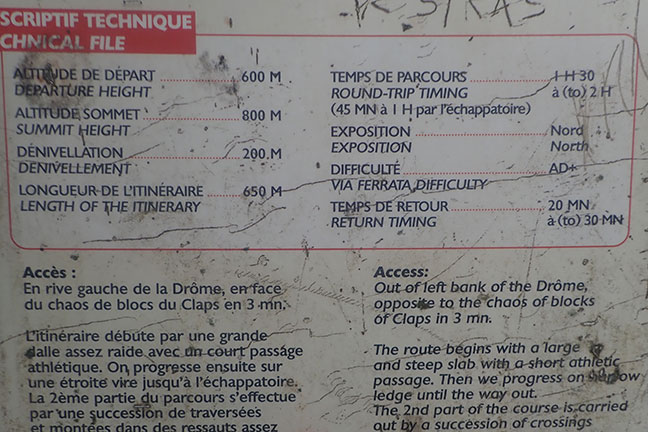 SCRIPTIF TECHNIQUE
CHNICAL FILE
ALTITUDE DE DÉPART 600 M
DEPARTURE HEIGHT
ALTITUDE SOMMET 800 M
SUMMIT HEIGHT
DÉNIVELLATION 200 M
DENIVELLEMENT
LONGUEUR DE L'ITINÉRAIRE 650 M
LENGTH OF THE ITINERARY
TEMPS DE PARCOURS 1 H 30
ROUND-TRIP TIMING à (to) 2 H
(45 MN à 1 H par l'échappatoire)
EXPOSITION Nord
EXPOSITION North
DIFFICULTÉ AD+
VIA FERRATA DIFFICULTY
TEMPS DE RETOUR 20 MN
RETURN TIMING à (to) 30 MN
Accès :
En rive gauche de la Drôme, en face
du chaos de blocs du Claps en 3 mn.
L'itinéraire débute par une grande
dalle assez raide avec un court passage
athlétique. On progresse ensuite sur
une étroite vire jusqu'à l'échappatoire.
La 2ème partie du parcours s'effectue
par une succession de traversées
et montées dans des ressauts assez
Access:
Out of left bank of the Drôme,
opposite to the chaos of blocks
of Claps in 3 mn.
The route begins with a large
and steep slab with a short athletic
passage. Then we progress on narrow
ledge until the way out.
The 2nd part of the course is carried
out by a succession of crossings